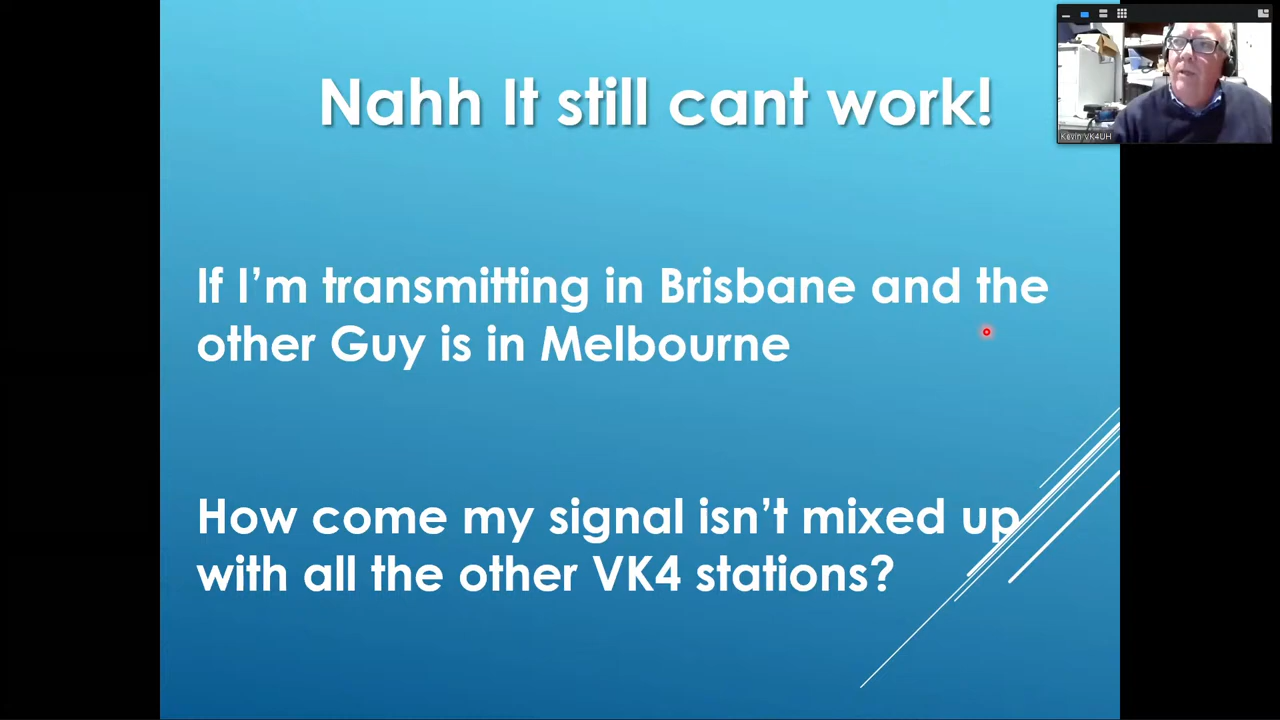 Nahh It still cant work!
If I'm transmitting in Brisbane and the
other Guy is in Melbourne
How come my signal isn't mixed up
with all the other VK4 stations?
Kevin VK4UH